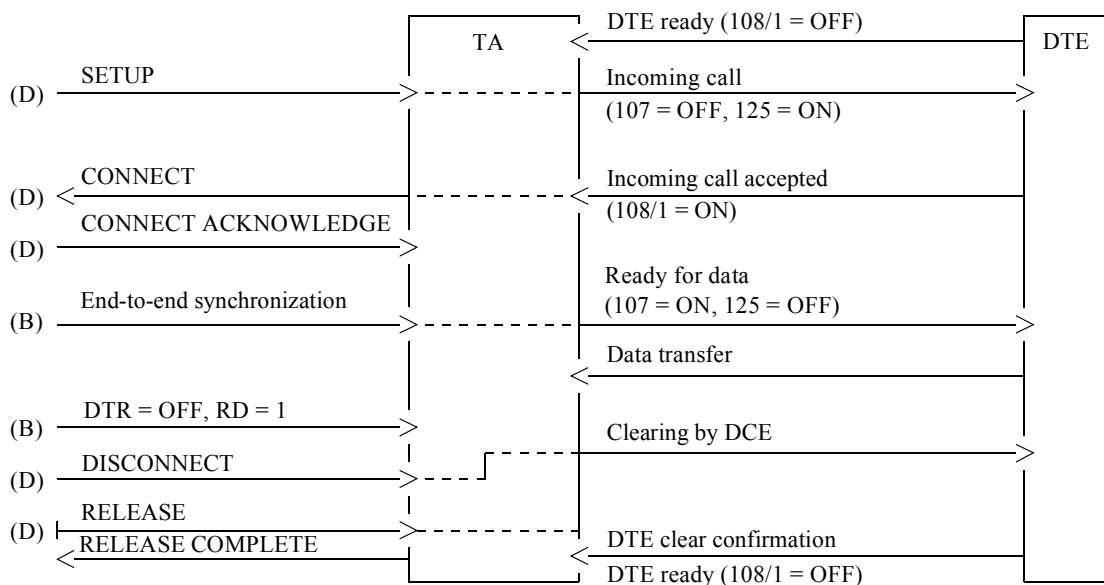 DTE ready (108/1 = OFF)
TA
DTE
SETUP
Incoming call
(D)
(107 = OFF, 125 = ON)
CONNECT
Incoming call accepted
(D)
(108/1 = ON)
CONNECT ACKNOWLEDGE
(D)
Ready for data
End-to-end synchronization
(107 = ON, 125 = OFF)
(B)
Data transfer
DTR = OFF, RD = 1
(B)
Clearing by DCE
DISCONNECT
(D)
RELEASE
(D)
RELEASE COMPLETE
DTE clear confirmation
DTE ready (108/1 = OFF)